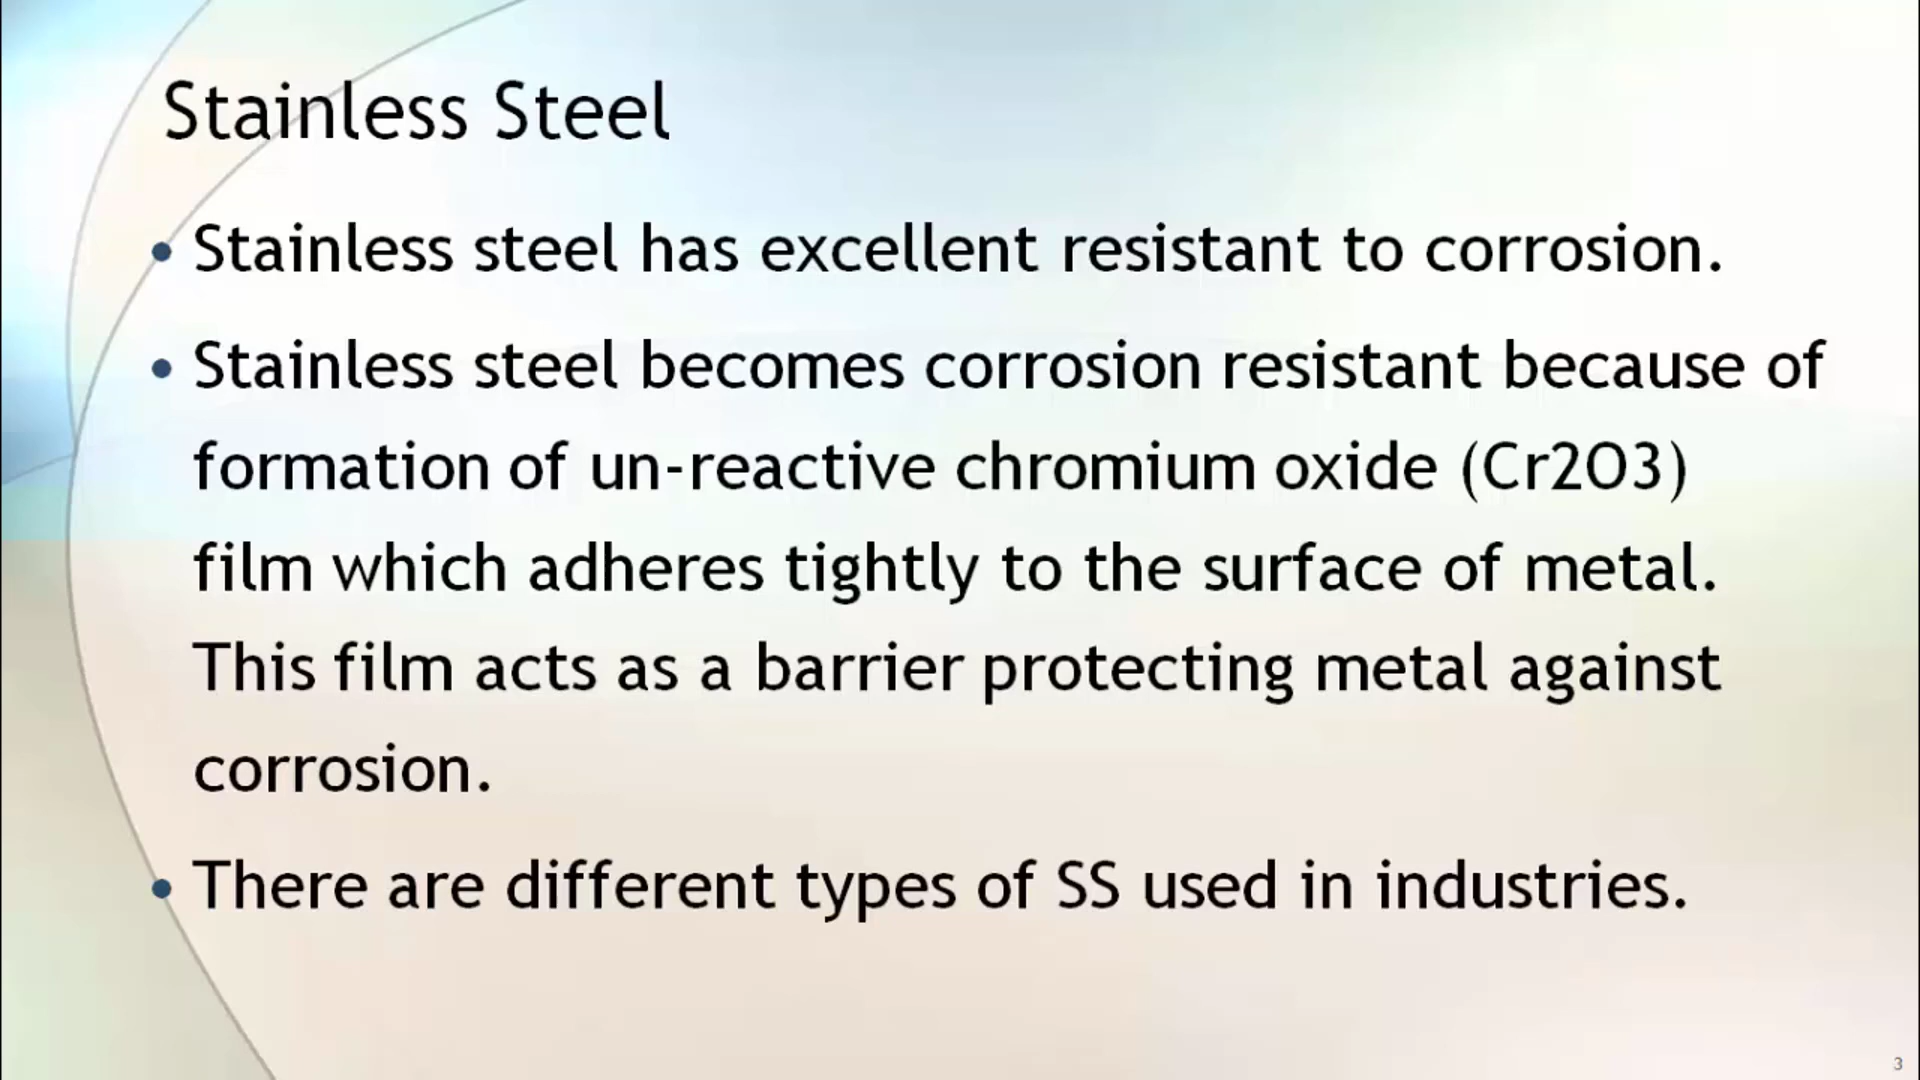 Stainless Steel
• Stainless steel has excellent resistant to corrosion.
• Stainless steel becomes corrosion resistant because of
formation of un-reactive chromium oxide (Cr2O3)
film which adheres tightly to the surface of metal.
This film acts as a barrier protecting metal against
corrosion.
• There are different types of SS used in industries.
3